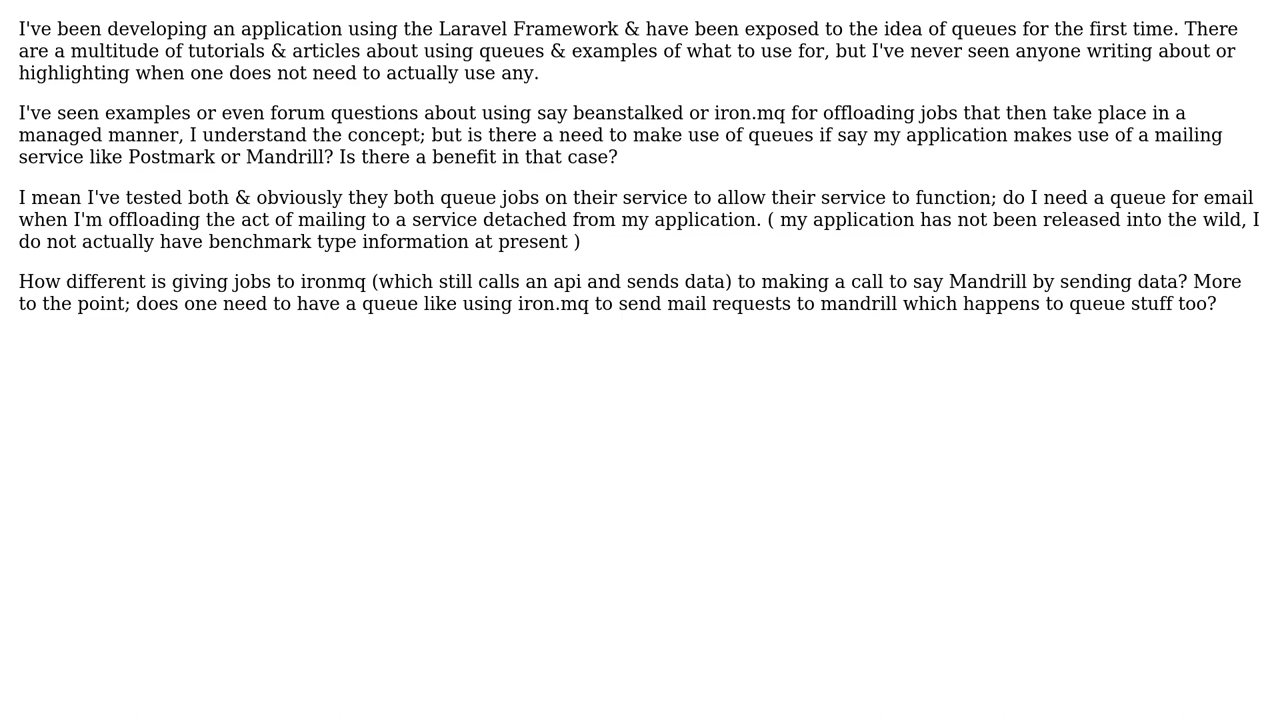 I've been developing an application using the Laravel Framework & have been exposed to the idea of queues for the first time. There
are a multitude of tutorials & articles about using queues & examples of what to use for, but I've never seen anyone writing about or
highlighting when one does not need to actually use any.
I've seen examples or even forum questions about using say beanstalked or iron.mq for offloading jobs that then take place in a
managed manner, I understand the concept; but is there a need to make use of queues if say my application makes use of a mailing
service like Postmark or Mandrill? Is there a benefit in that case?
I mean I've tested both & obviously they both queue jobs on their service to allow their service to function; do I need a queue for email
when I'm offloading the act of mailing to a service detached from my application. ( my application has not been released into the wild, I
do not actually have benchmark type information at present )
How different is giving jobs to ironmq (which still calls an api and sends data) to making a call to say Mandrill by sending data? More
to the point; does one need to have a queue like using iron.mq to send mail requests to mandrill which happens to queue stuff too?